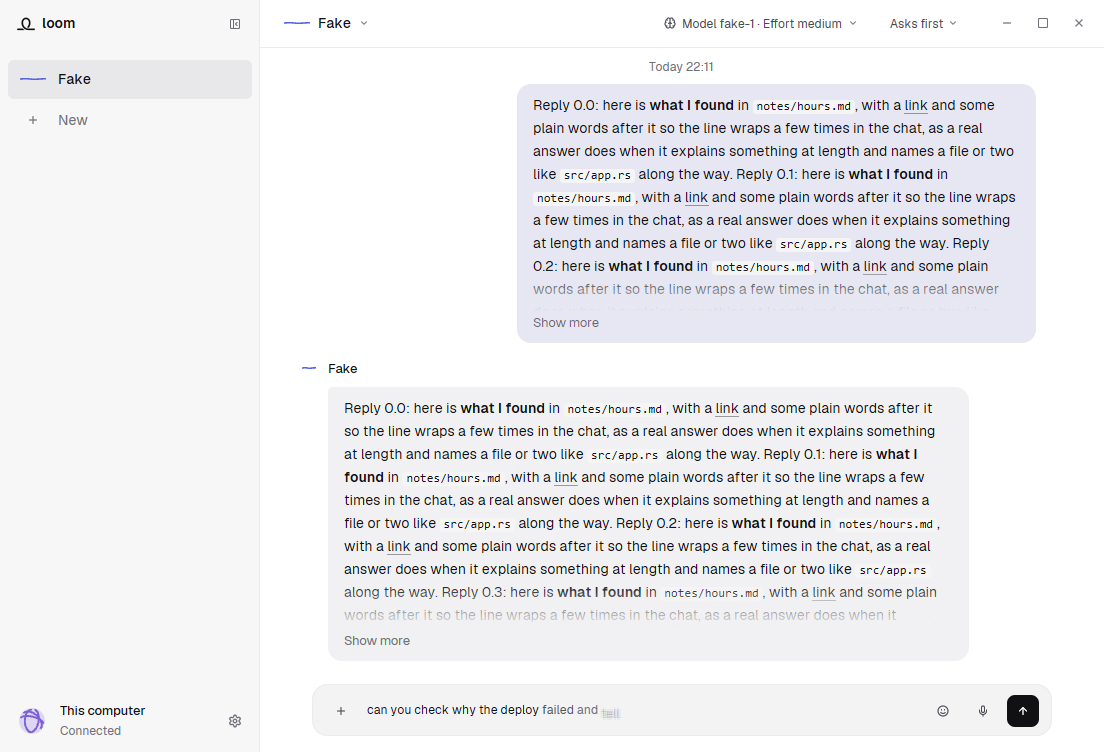 loom
Fake
New
This computer
Connected
Fake
Model fake-1 · Effort medium
Asks first
Today 22:11
Reply 0.0: here is what I found in notes/hours.md, with a link and some
plain words after it so the line wraps a few times in the chat, as a real
answer does when it explains something at length and names a file or two
like src/app.rs along the way. Reply 0.1: here is what I found in
notes/hours.md, with a link and some plain words after it so the line wraps
a few times in the chat, as a real answer does when it explains something
at length and names a file or two like src/app.rs along the way. Reply
0.2: here is what I found in notes/hours.md, with a link and some plain
words after it so the line wraps a few times in the chat, as a real answer
Show more
Fake
Reply 0.0: here is what I found in notes/hours.md, with a link and some plain words after it
so the line wraps a few times in the chat, as a real answer does when it explains something
at length and names a file or two like src/app.rs along the way. Reply 0.1: here is what I
found in notes/hours.md, with a link and some plain words after it so the line wraps a few
times in the chat, as a real answer does when it explains something at length and names a
file or two like src/app.rs along the way. Reply 0.2: here is what I found in notes/hours.md,
with a link and some plain words after it so the line wraps a few times in the chat, as a real
answer does when it explains something at length and names a file or two like src/app.rs
along the way. Reply 0.3: here is what I found in notes/hours.md, with a link and some plain
words after it so the line wraps a few times in the chat, as a real answer does when it
Show more
can you check why the deploy failed and